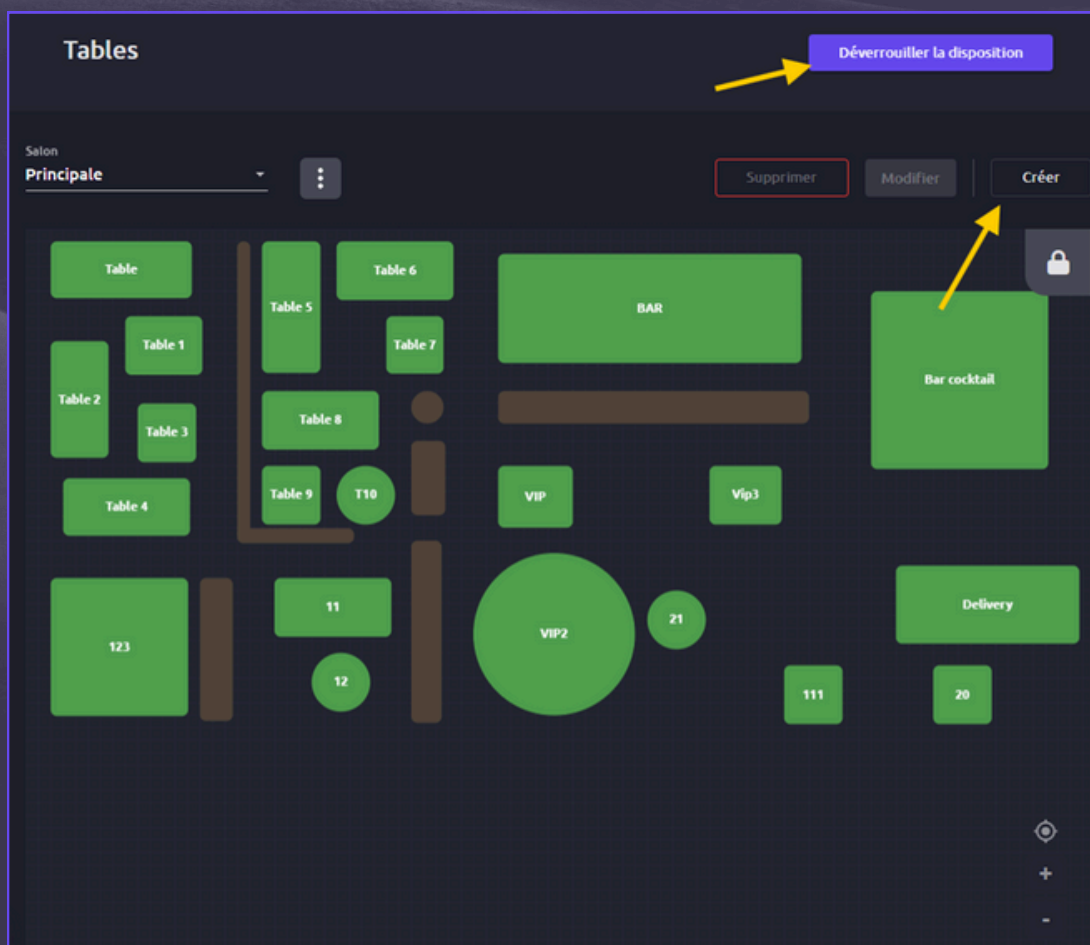 Tables
Déverrouiller la disposition
Salon
Principale
Supprimer
Modifier
Créer
Table
Table 5
Table 6
BAR
Table 1
Table 7
Table 2
Bar cocktail
Table 3
Table 8
Table 4
Table 9
T10
VIP
Vip3
123
11
VIP2
21
Delivery
12
111
20
+
-